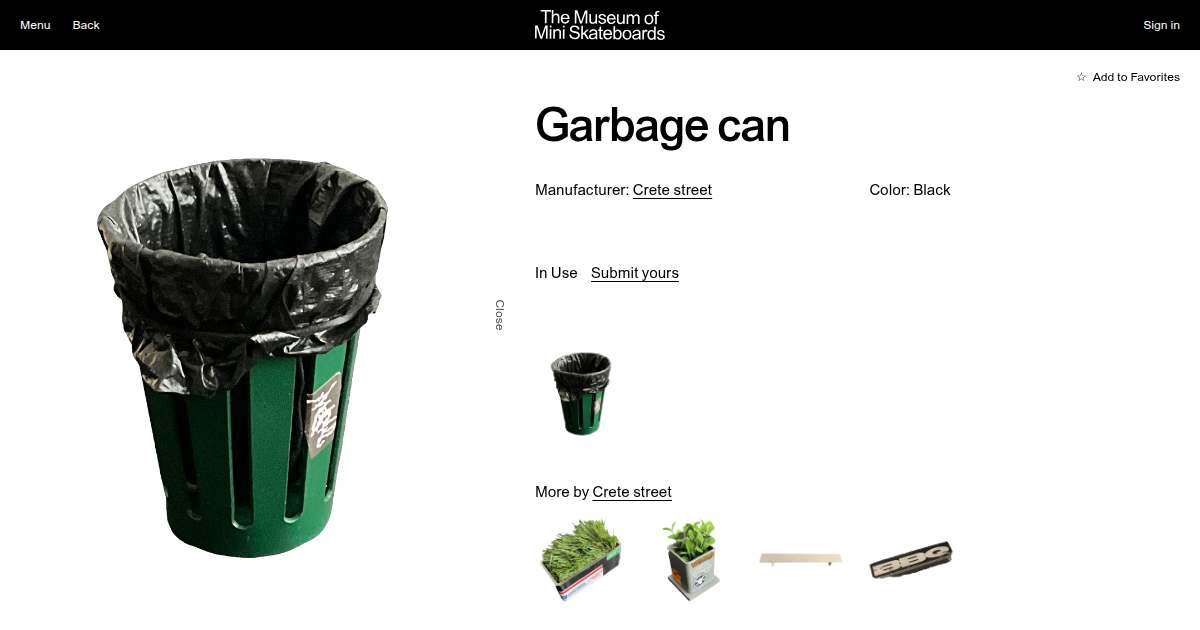 Menu
Back
The Museum of
Mini Skateboards
Sign in
☆ Add to Favorites
Garbage can
Manufacturer: Crete street
Color: Black
In Use
Submit yours
Close
More by Crete street
BBC